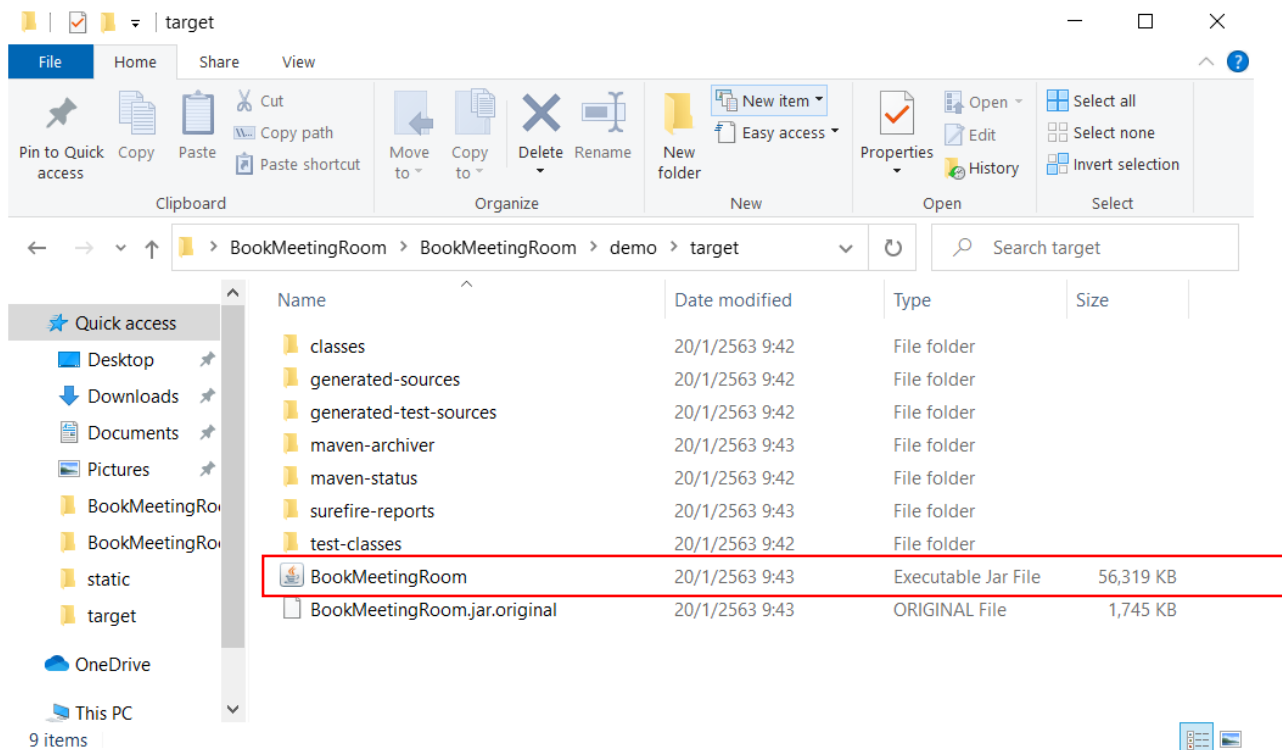 target
File Home Share View
Pin to Quick access
Copy
Paste
Cut
Copy path
Paste shortcut
Clipboard
Move to
Copy to
Delete
Rename
Organize
New folder
New item
Easy access
New
Properties
Open
Edit
History
Open
Select all
Select none
Invert selection
Select
BookMeetingRoom > BookMeetingRoom > demo > target
Search target
Quick access
Desktop
Downloads
Documents
Pictures
BookMeetingRo
BookMeetingRo
static
target
OneDrive
This PC
Name Date modified Type Size
classes 20/1/2563 9:42 File folder
generated-sources 20/1/2563 9:42 File folder
generated-test-sources 20/1/2563 9:42 File folder
maven-archiver 20/1/2563 9:43 File folder
maven-status 20/1/2563 9:42 File folder
surefire-reports 20/1/2563 9:43 File folder
test-classes 20/1/2563 9:42 File folder
BookMeetingRoom 20/1/2563 9:43 Executable Jar File 56,319 KB
BookMeetingRoom.jar.original 20/1/2563 9:43 ORIGINAL File 1,745 KB
9 items